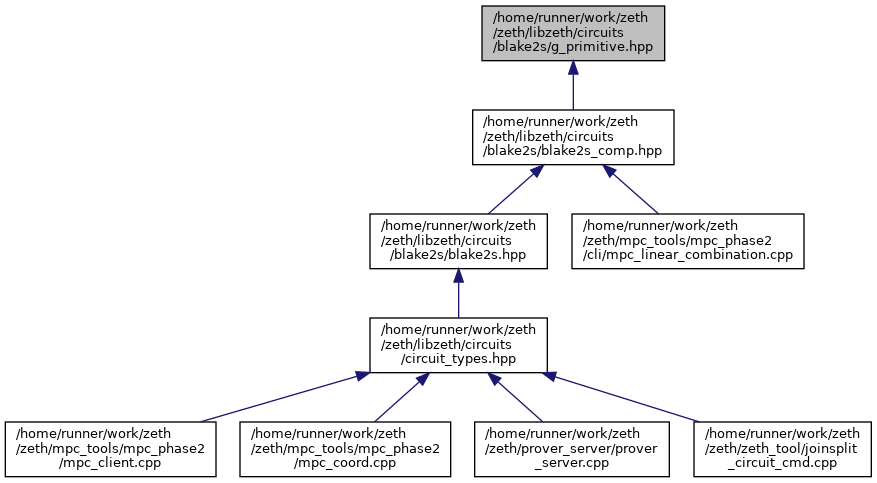 /home/runner/work/zeth
/zeth/libzeth/circuits
/blake2s/g_primitive.hpp
/home/runner/work/zeth
/zeth/libzeth/circuits
/blake2s/blake2s_comp.hpp
/home/runner/work/zeth
/zeth/libzeth/circuits
/blake2s/blake2s.hpp
/home/runner/work/zeth
/zeth/mpc_tools/mpc_phase2
/cli/mpc_linear_combination.cpp
/home/runner/work/zeth
/zeth/libzeth/circuits
/circuit_types.hpp
/home/runner/work/zeth
/zeth/mpc_tools/mpc_phase2
/mpc_client.cpp
/home/runner/work/zeth
/zeth/mpc_tools/mpc_phase2
/mpc_coord.cpp
/home/runner/work/zeth
/zeth/prover_server/prover
_server.cpp
/home/runner/work/zeth
/zeth/zeth_tool/joinsplit
_circuit_cmd.cpp